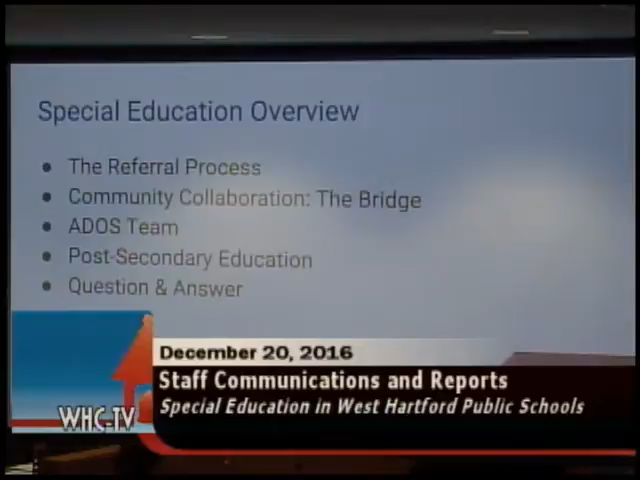 Special Education Overview
• The Referral Process
• Community Collaboration: The Bridge
• ADOS Team
• Post-Secondary Education
• Question & Answer
December 20, 2016
Staff Communications and Reports
Special Education in West Hartford Public Schools
WHC-TV